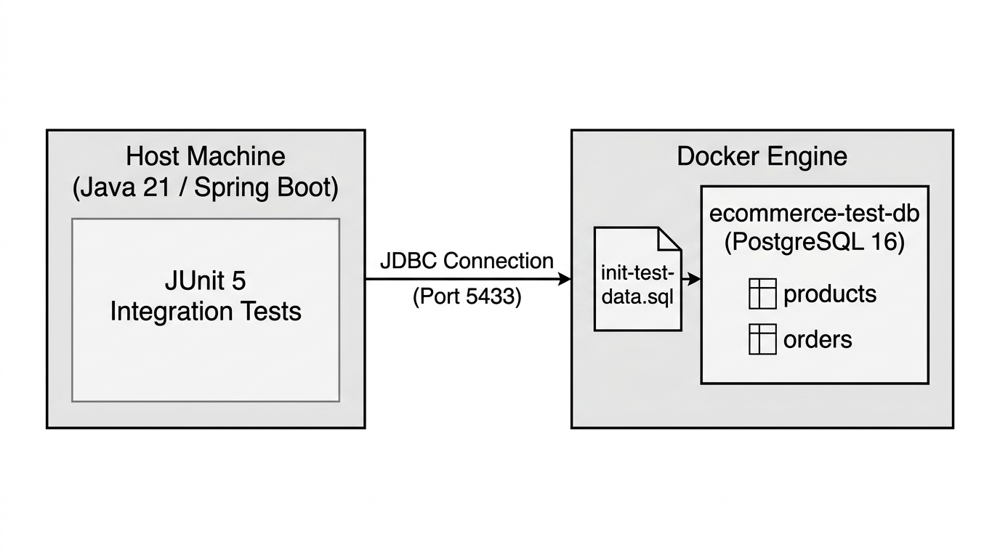 Host Machine
(Java 21 / Spring Boot)
JUnit 5
Integration Tests
JDBC Connection
(Port 5433)
Docker Engine
init-test-
data.sql
ecommerce-test-db
(PostgreSQL 16)
products
orders